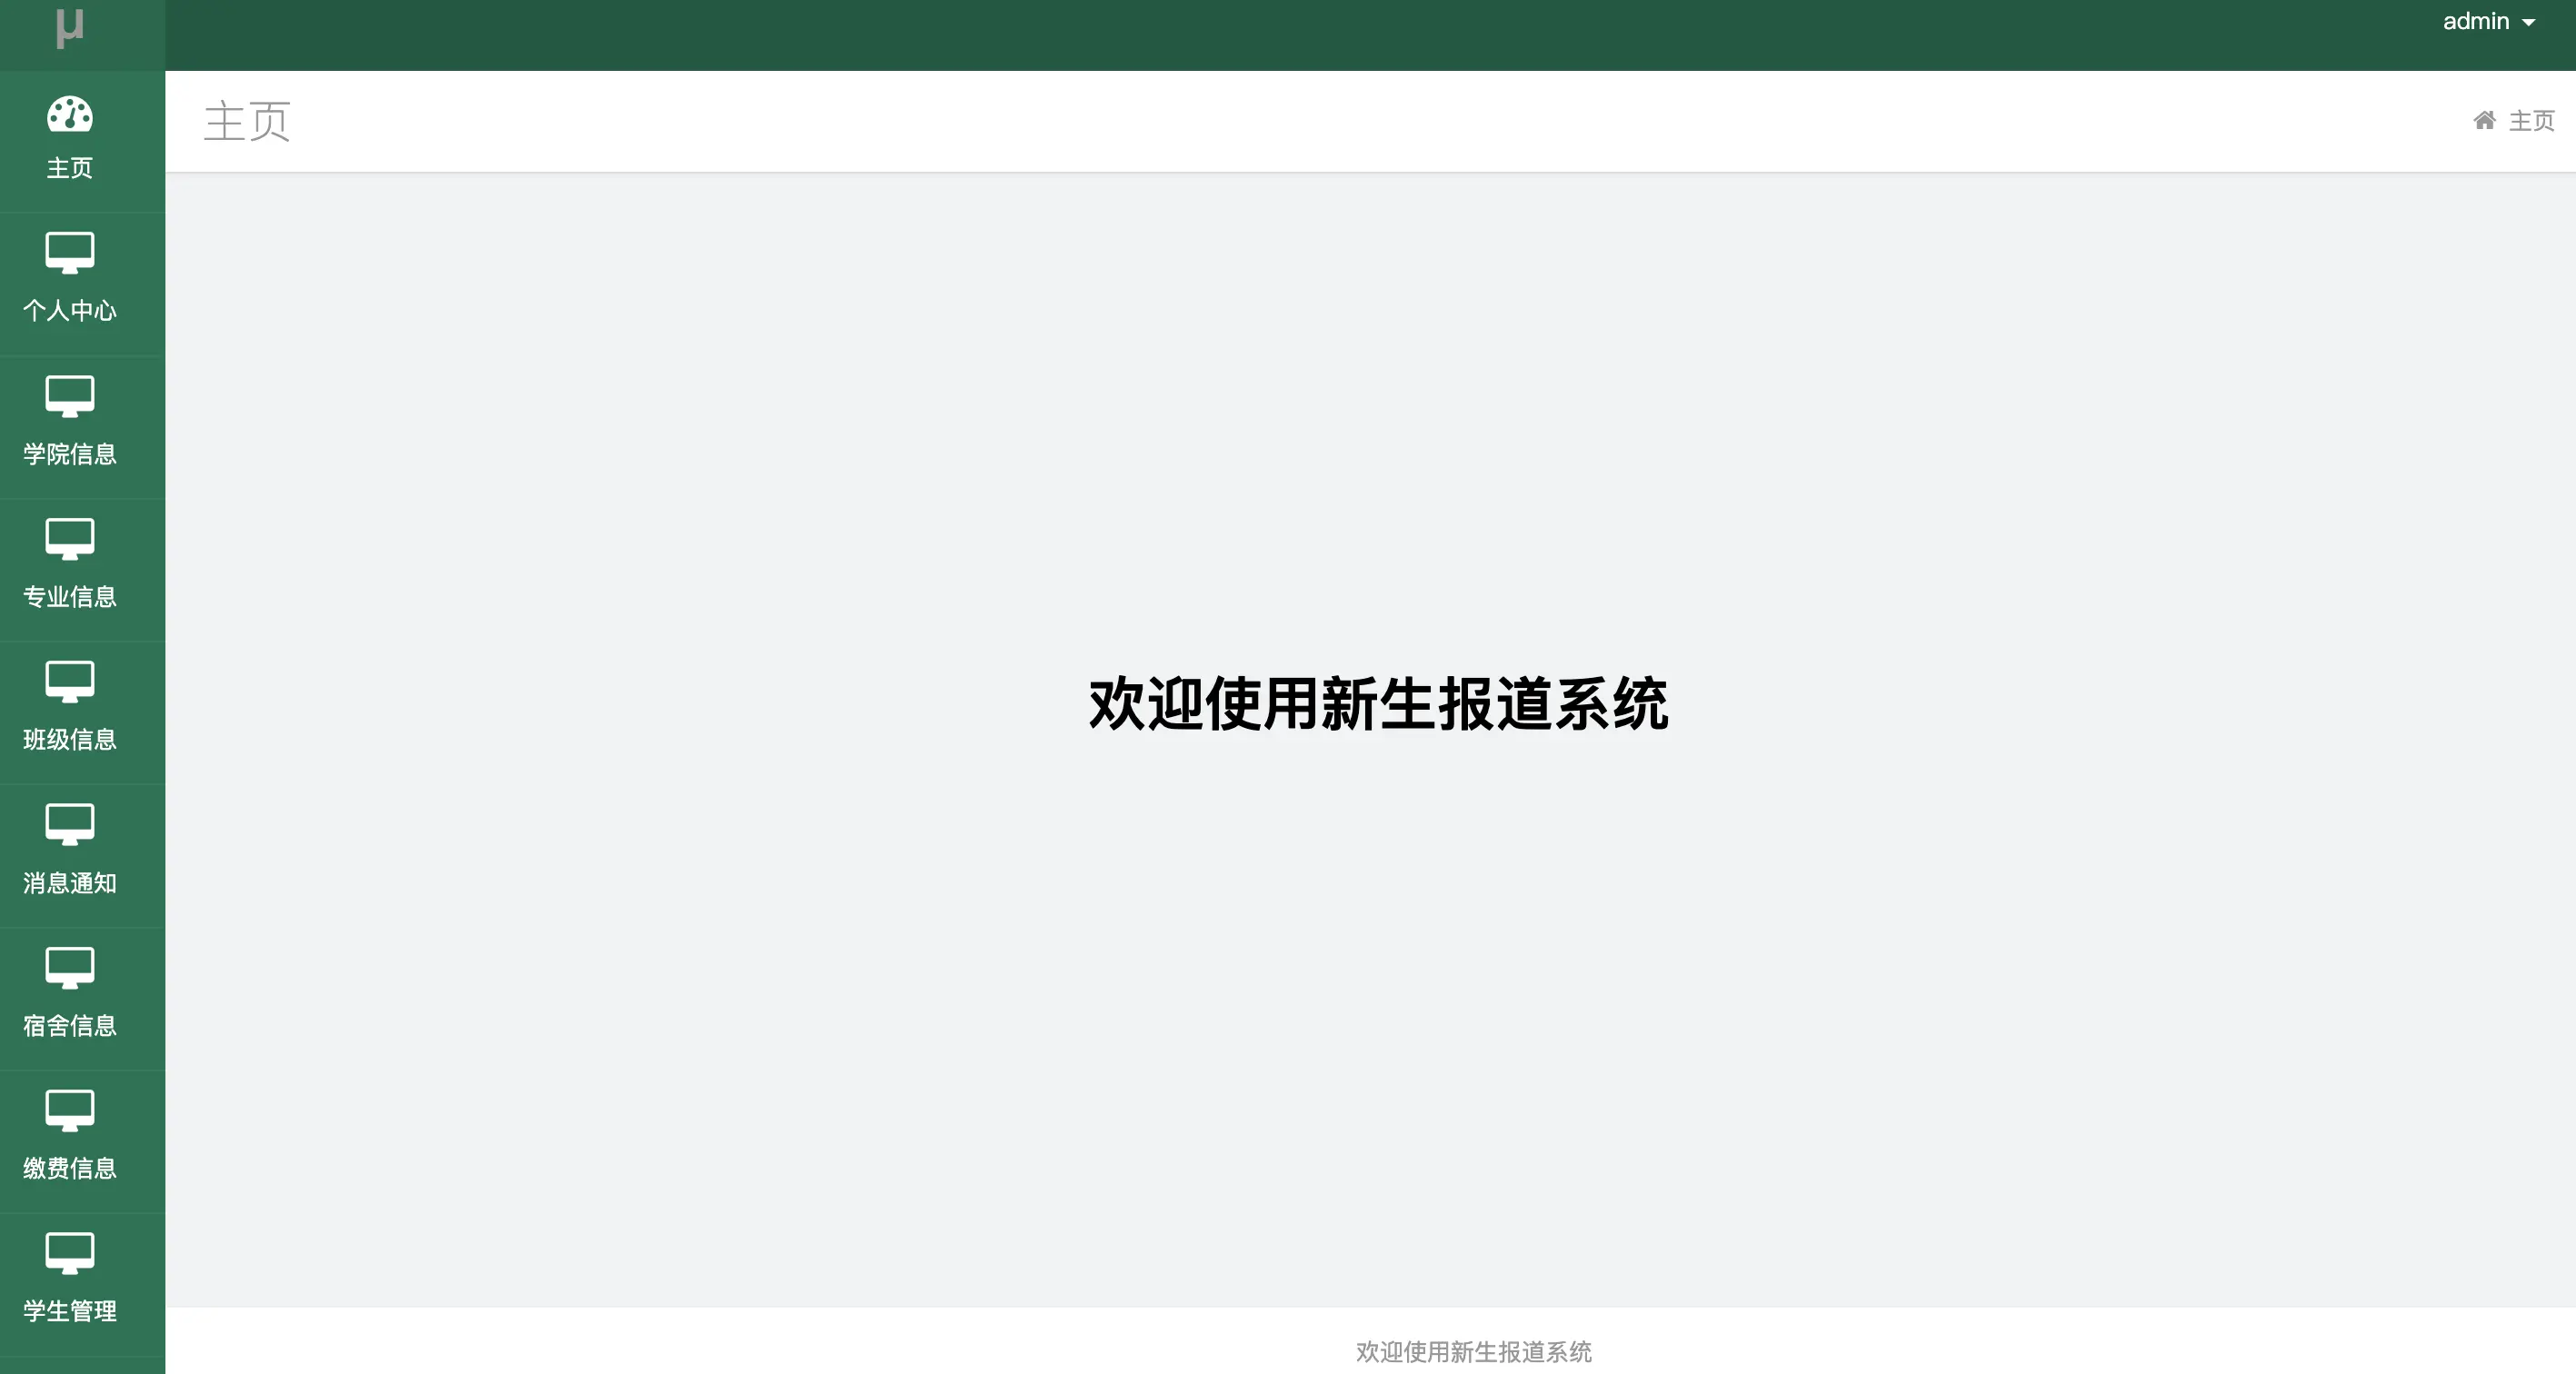 μ
admin
主页
主页
主页
个人中心
学院信息
专业信息
班级信息
消息通知
宿舍信息
缴费信息
学生管理
欢迎使用新生报道系统
欢迎使用新生报道系统